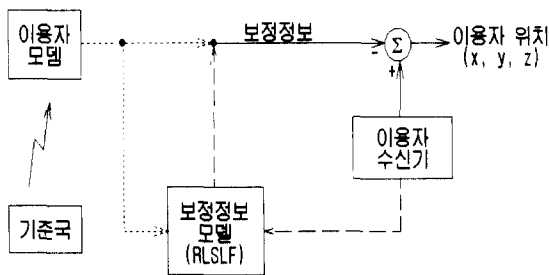 이용자
모뎀
보정정보
-
Σ
이용자 위치
(x, y, z)
+
이용자
수신기
보정정보
모델
(RLSLF)
기준국